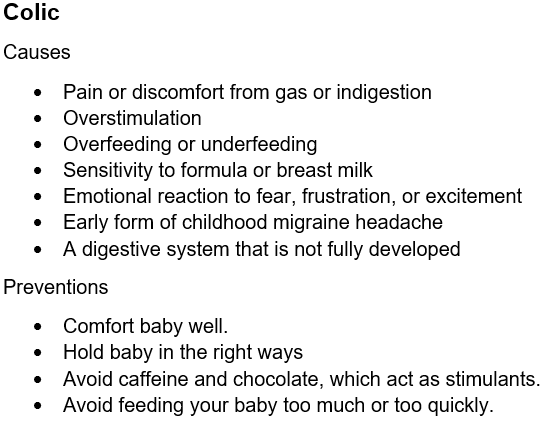 Colic
Causes
• Pain or discomfort from gas or indigestion
• Overstimulation
• Overfeeding or underfeeding
• Sensitivity to formula or breast milk
• Emotional reaction to fear, frustration, or excitement
• Early form of childhood migraine headache
• A digestive system that is not fully developed
Preventions
• Comfort baby well.
• Hold baby in the right ways
• Avoid caffeine and chocolate, which act as stimulants.
• Avoid feeding your baby too much or too quickly.